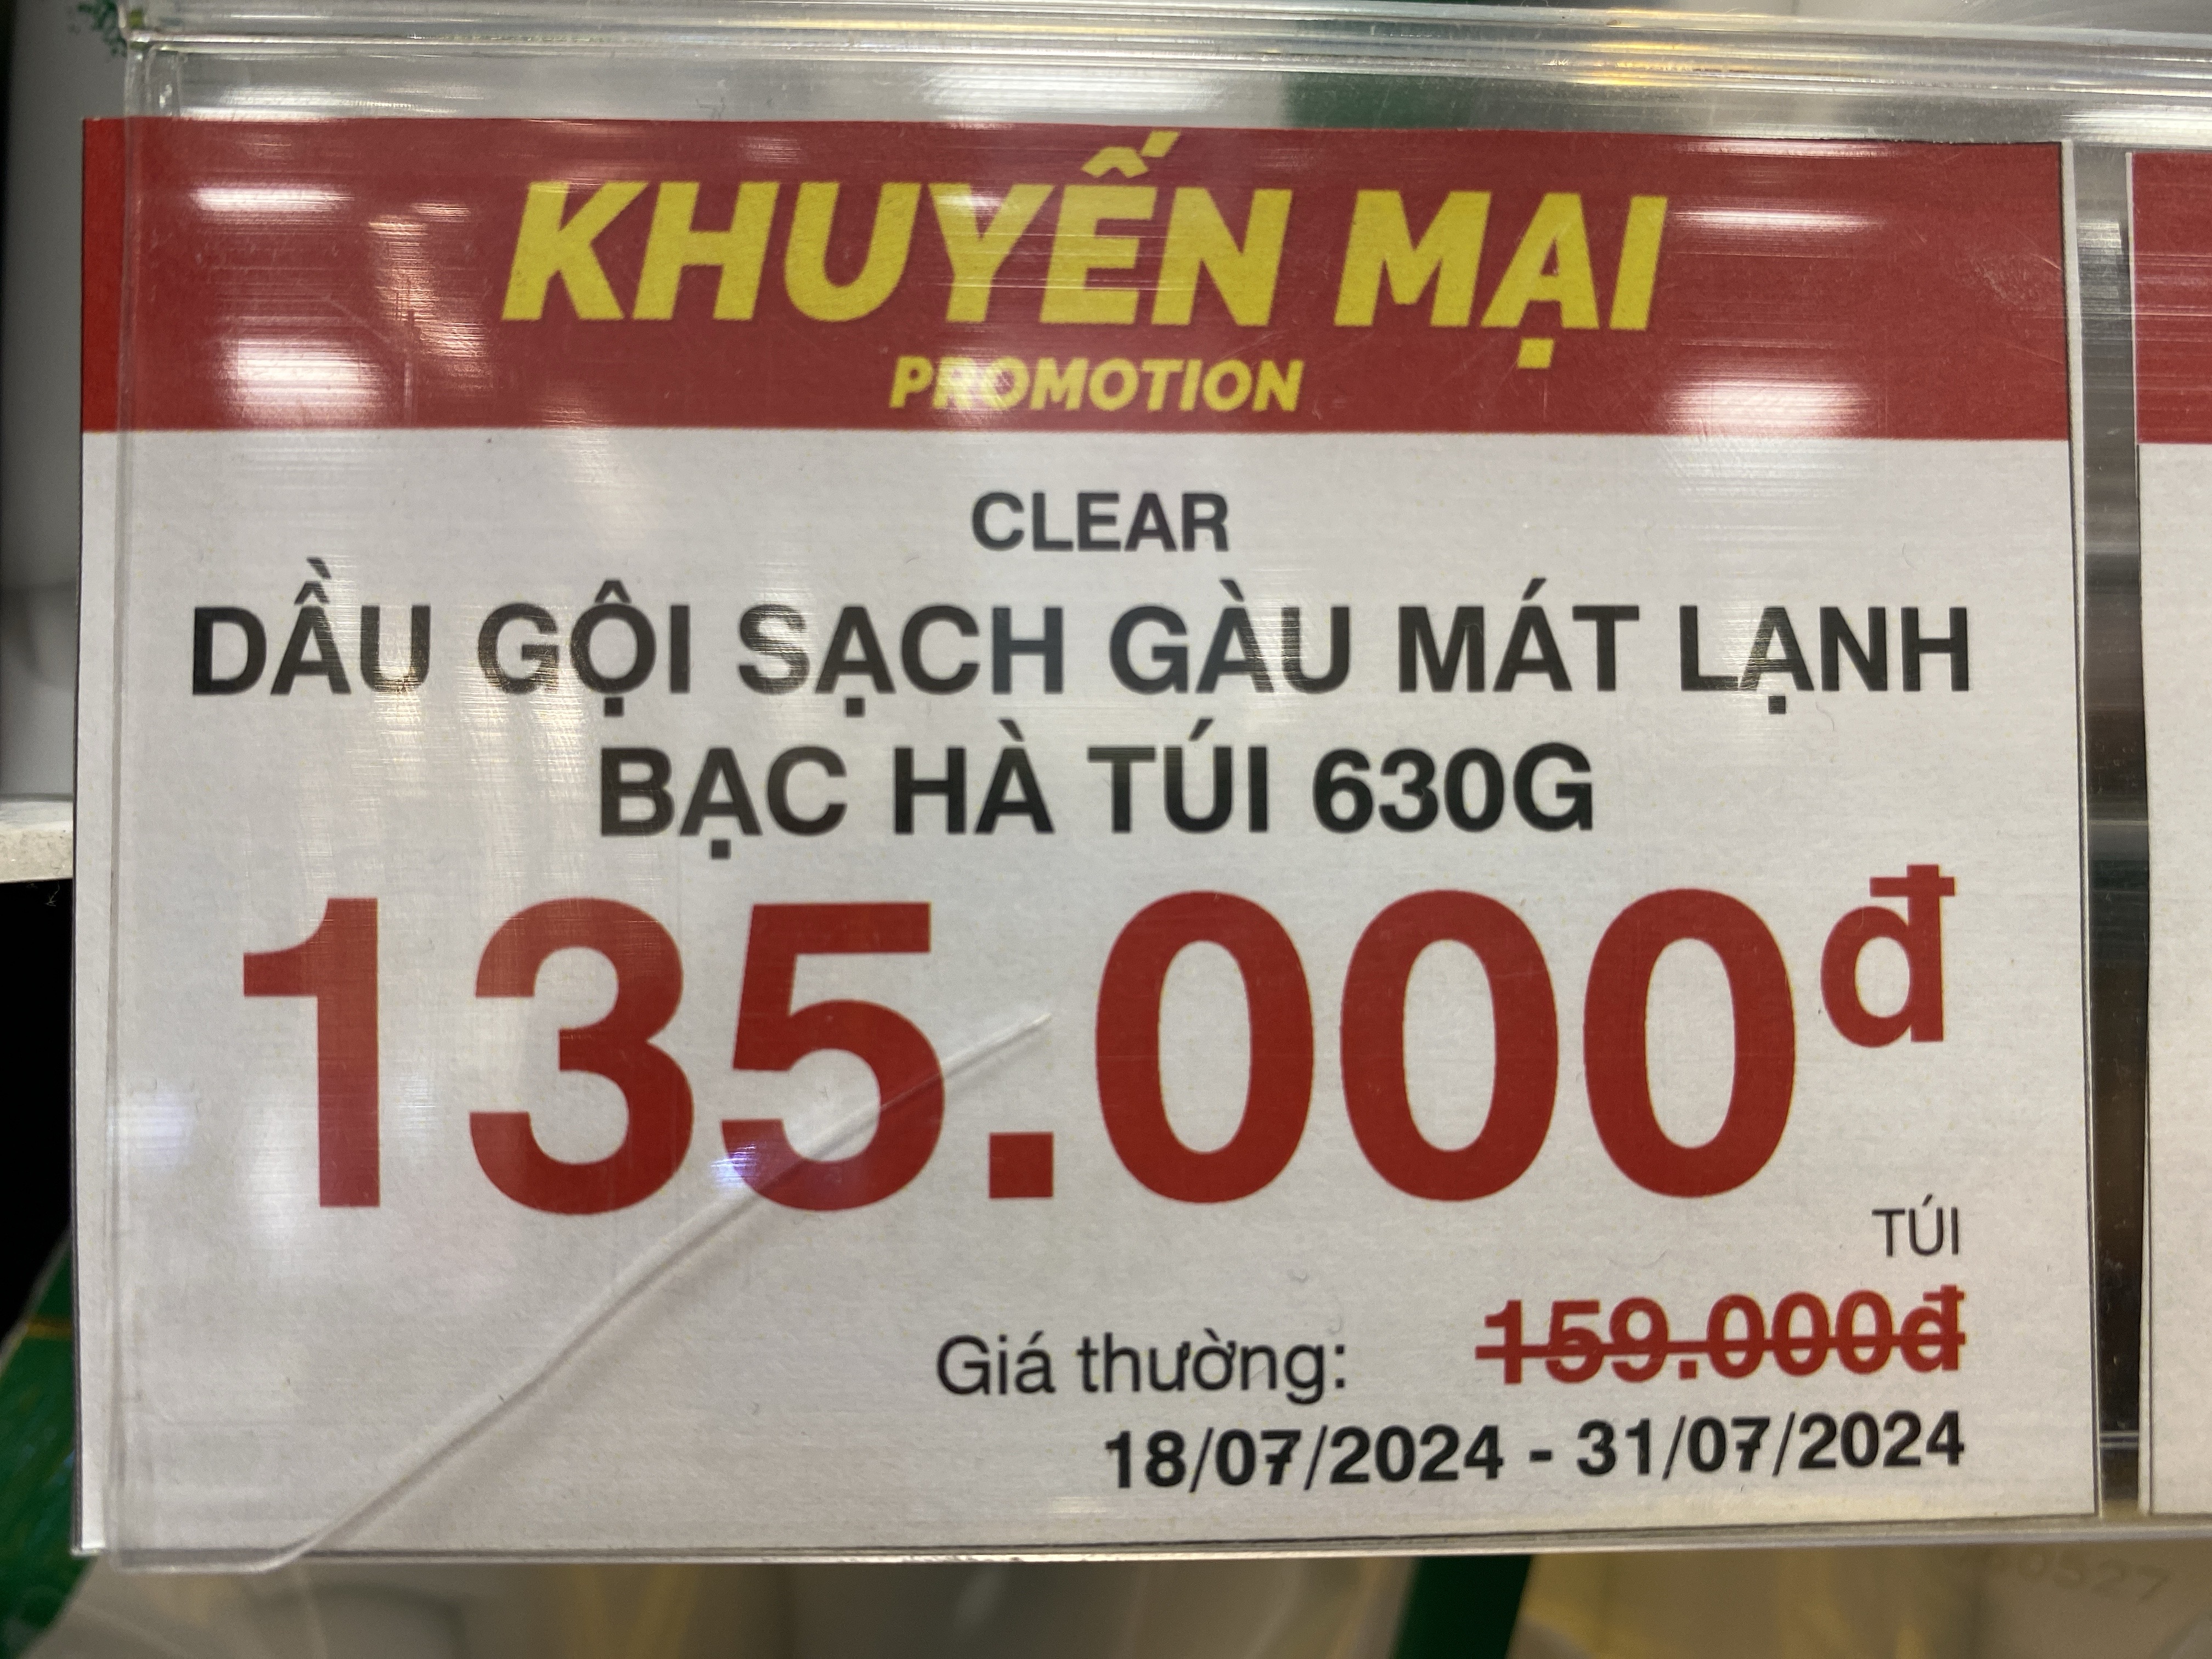 KHUYẾN MẠI
PROMOTION
CLEAR
DẦU GỘI SẠCH GÀU MÁT LẠNH
BẠC HÀ TÚI 630G
135.000đ
TÚI
Giá thường: 159.000đ
18/07/2024 - 31/07/2024